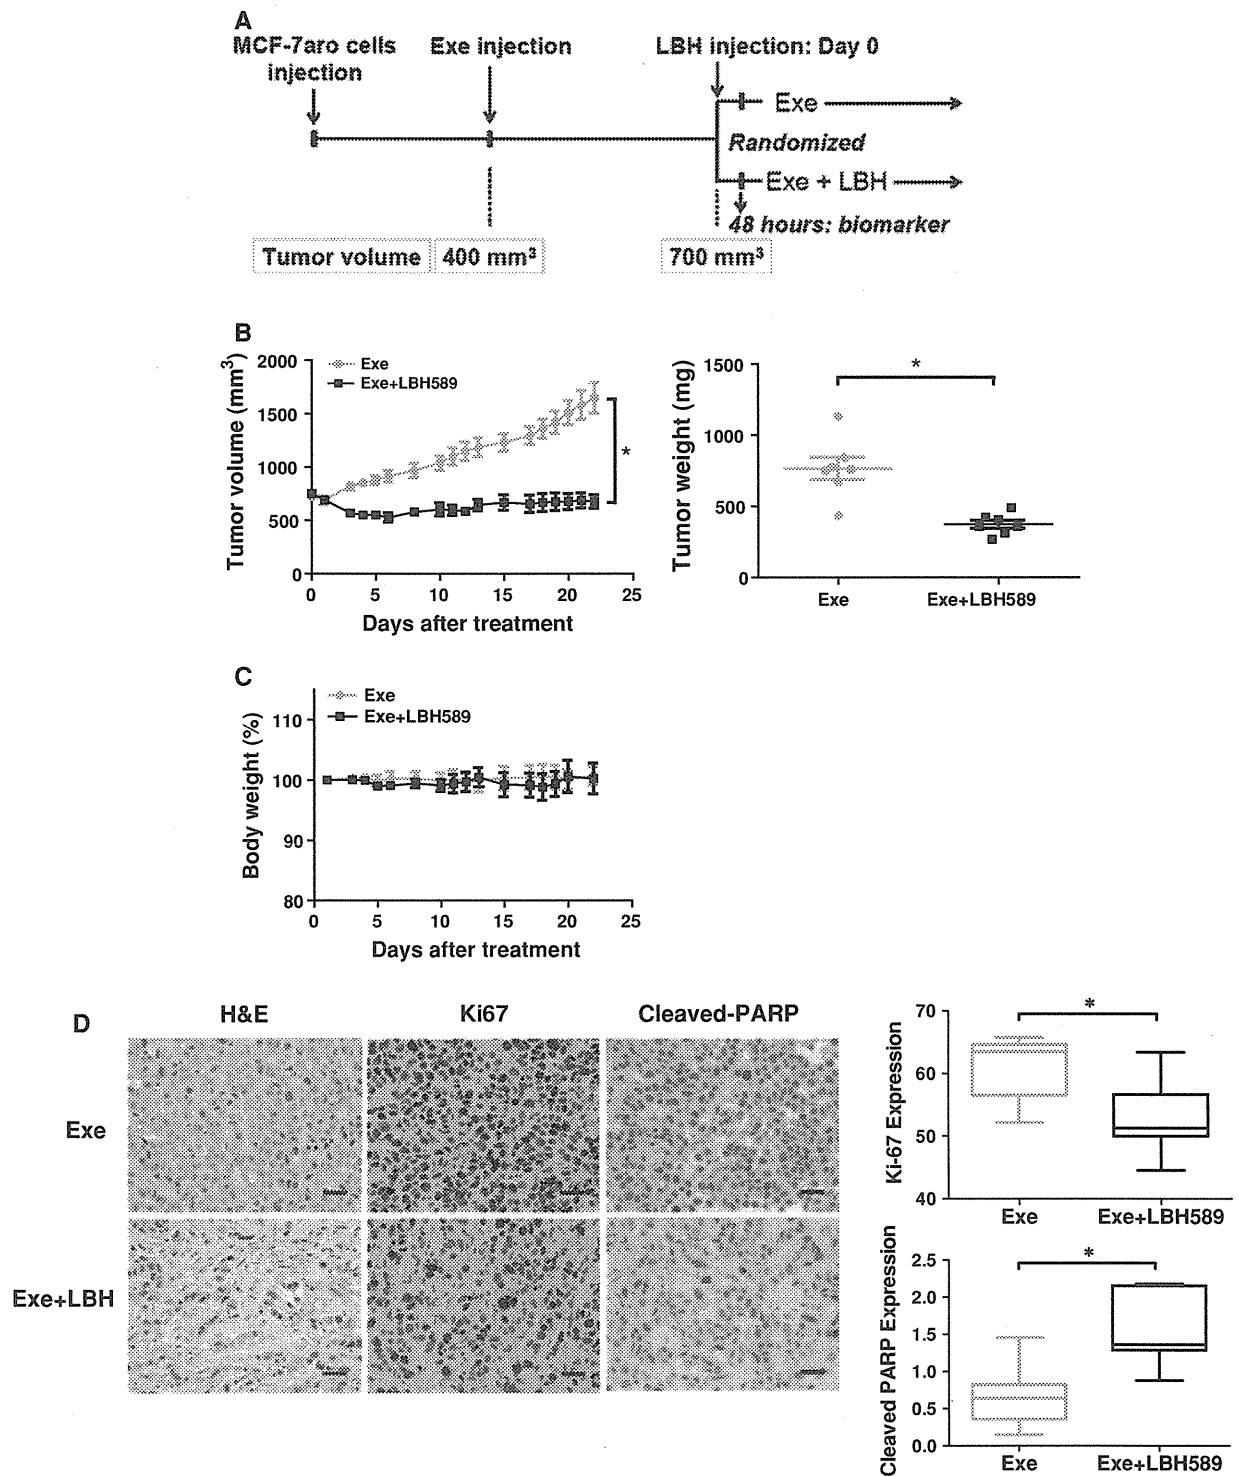 A
MCF-7aro cells injection
Exe injection
LBH injection: Day 0
Exe
Randomized
Exe + LBH
48 hours: biomarker
Tumor volume
400 mm³
700 mm³
B
Tumor volume (mm³)
2000
1500
1000
500
0
Exe
Exe+LBH589
*
0 5 10 15 20 25
Days after treatment
Tumor weight (mg)
1500
1000
500
0
*
Exe
Exe+LBH589
C
Body weight (%)
110
100
90
80
Exe
Exe+LBH589
0 5 10 15 20 25
Days after treatment
D
H&E
Ki67
Cleaved-PARP
Exe
Exe+LBH
Ki-67 Expression
70
60
50
40
*
Exe
Exe+LBH589
Cleaved PARP Expression
2.5
2.0
1.5
1.0
0.5
0.0
*
Exe
Exe+LBH589